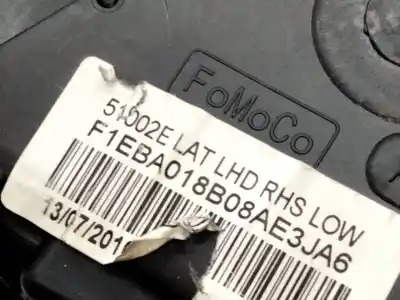 FoMoCo
51002E LAT LHD RHS LOW
F1EBA018B08AE3JA6
13/07/201